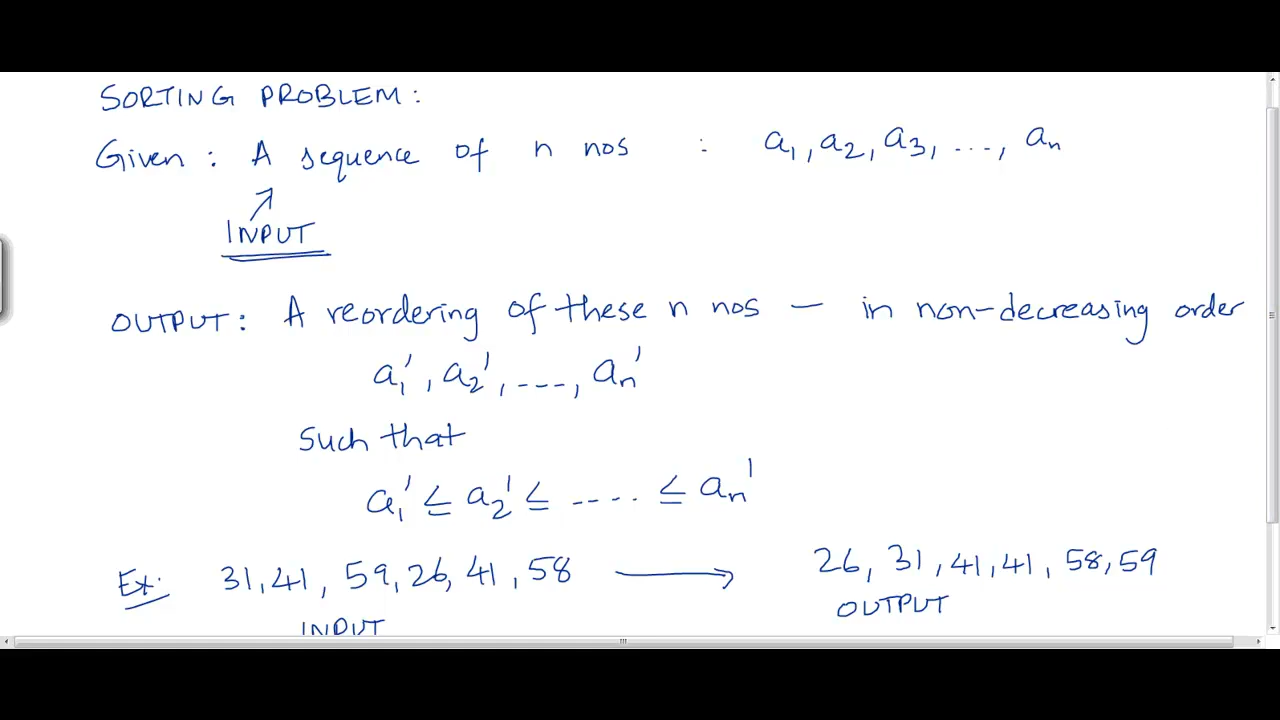 SORTING PROBLEM:
Given: A sequence of n nos : a₁, a₂, a₃, ...., aₙ
INPUT
OUTPUT: A reordering of these n nos — in non-decreasing order
a₁', a₂', ----, aₙ'
Such that
a₁' ≤ a₂' ≤ ---- ≤ aₙ'
Ex: 31, 41, 59, 26, 41, 58 ⟶ 26, 31, 41, 41, 58, 59
INPUT OUTPUT